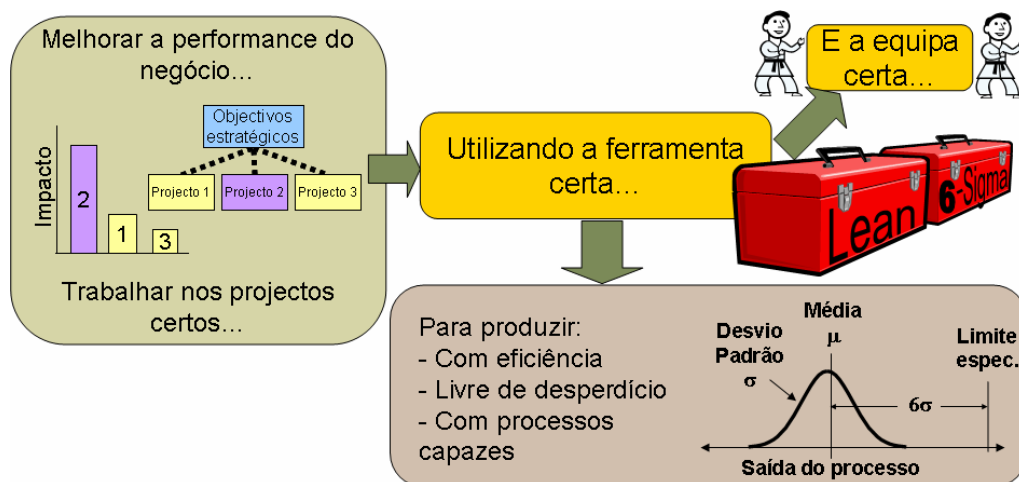 Melhorar a performance do
negócio...
Objectivos
estratégicos
Projecto 1
Projecto 2
Projecto 3
Impacto
2
1
3
Trabalhar nos projectos
certos...
Utilizando a ferramenta
certa...
E a equipa
certa...
Lean
6-Sigma
Para produzir:
- Com eficiência
- Livre de desperdício
- Com processos
capazes
Média
μ
Desvio
Padrão
σ
Limite
espec.
6σ
Saída do processo